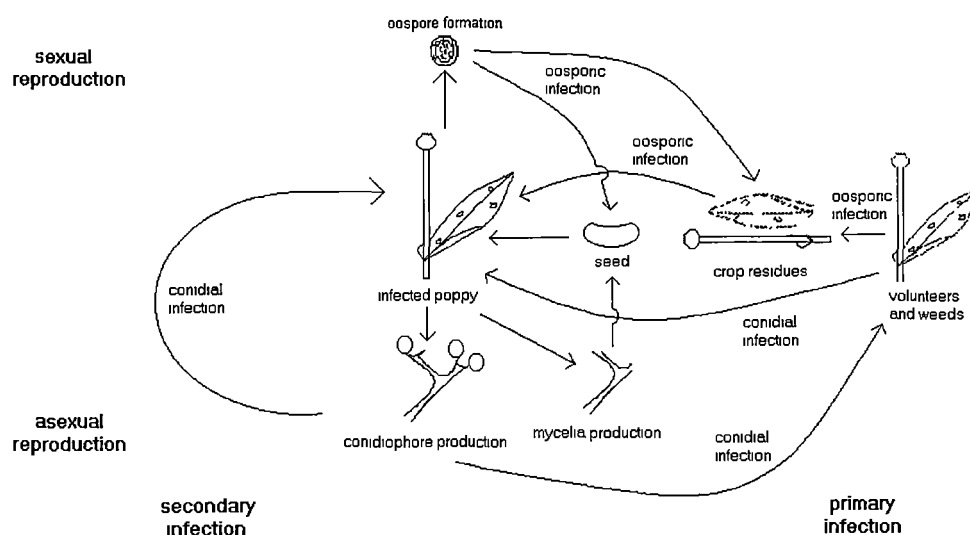 oospore formation
sexual
reproduction
oosporic
infection
oosporic
infection
oosporic
infection
seed
crop residues
infected poppy
volunteers
and weeds
conidial
infection
conidial
infection
asexual
reproduction
conidiophore production
mycelia production
conidial
infection
secondary
infection
primary
infection